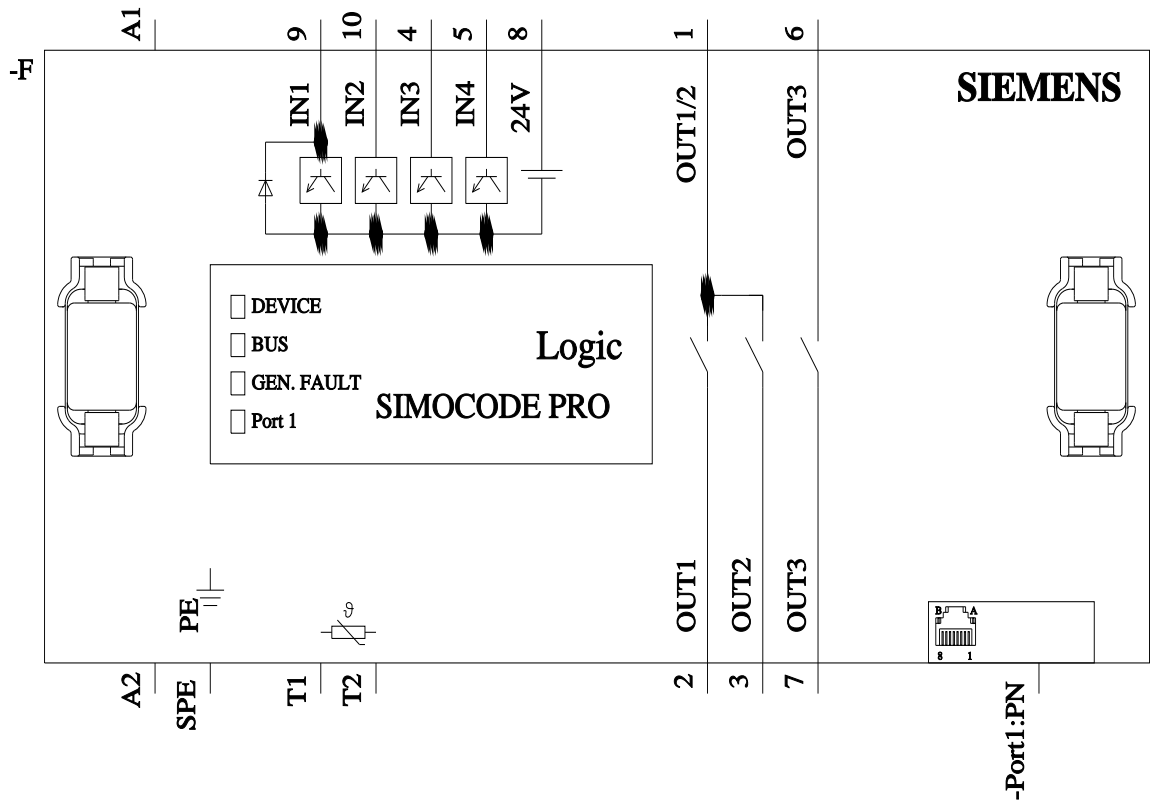 A1
9
10
4
5
8
1
6
-F
IN1
IN2
IN3
IN4
24V
OUT1/2
OUT3
SIEMENS
DEVICE
BUS
GEN. FAULT
Port 1
Logic
SIMOCODE PRO
PE
ϑ
OUT1
OUT2
OUT3
B
A
8
1
A2
SPE
T1
T2
2
3
7
-Port1:PN